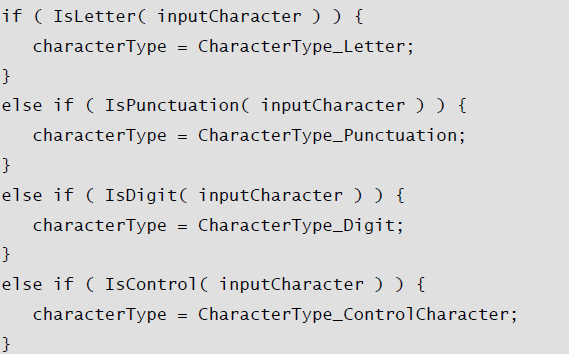 if ( IsLetter( inputCharacter ) ) {
   characterType = CharacterType_Letter;
}
else if ( IsPunctuation( inputCharacter ) ) {
   characterType = CharacterType_Punctuation;
}
else if ( IsDigit( inputCharacter ) ) {
   characterType = CharacterType_Digit;
}
else if ( IsControl( inputCharacter ) ) {
   characterType = CharacterType_ControlCharacter;
}